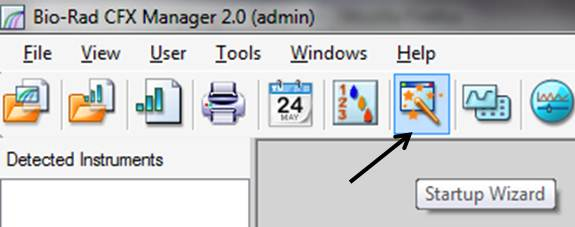 Bio-Rad CFX Manager 2.0 (admin)
File View User Tools Windows Help
24
MAY
1
2
3
Detected Instruments
Startup Wizard